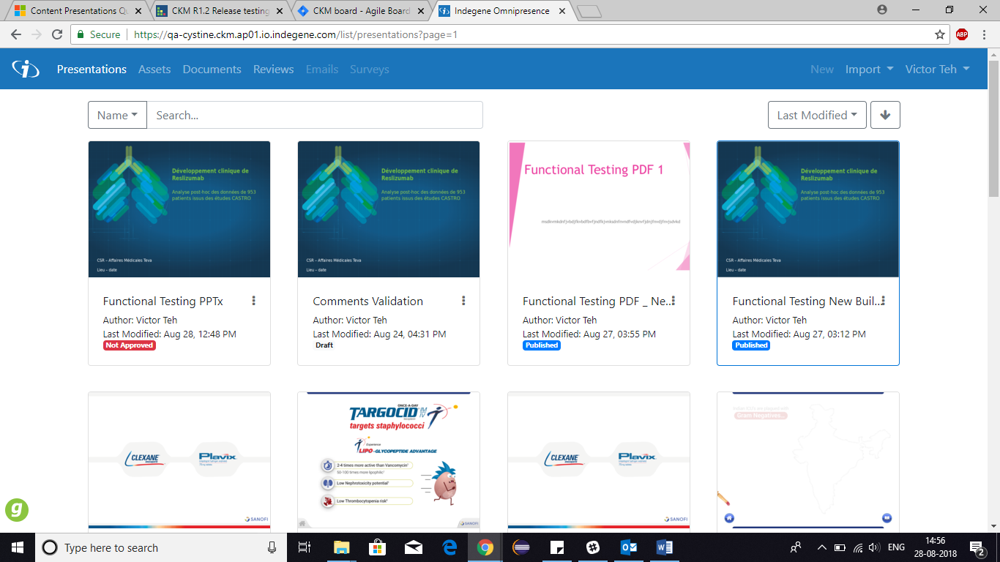 Content Presentations Qu
CKM R1.2 Release testing
CKM board - Agile Board
Indegene Omnipresence
Secure
https://qa-cystine.ckm.ap01.io.indegene.com/list/presentations?page=1
ABP
Presentations
Assets
Documents
Reviews
Emails
Surveys
New
Import
Victor Teh
Name
Search...
Last Modified
Développement clinique de
Reslizumab
Analyse post-hoc des données de 953
patients issus des études CASTRO
CSR – Affaires Médicales Teva
Lieu – date
Functional Testing PPTx
Author: Victor Teh
Last Modified: Aug 28, 12:48 PM
Not Approved
Développement clinique de
Reslizumab
Analyse post-hoc des données de 953
patients issus des études CASTRO
CSR – Affaires Médicales Teva
Lieu – date
Comments Validation
Author: Victor Teh
Last Modified: Aug 24, 04:31 PM
Draft
Functional Testing PDF 1
Functional Testing PDF _ Ne...
Author: Victor Teh
Last Modified: Aug 27, 03:55 PM
Published
Développement clinique de
Reslizumab
Analyse post-hoc des données de 953
patients issus des études CASTRO
CSR – Affaires Médicales Teva
Lieu – date
Functional Testing New Buil...
Author: Victor Teh
Last Modified: Aug 27, 03:12 PM
Published
CLEXANE
Plavix
SANOFI
ONCE-A-DAY
TARGOCID IM IV
targets staphylococci
Experience
LIPO-GLYCOPEPTIDE ADVANTAGE
2-4 times more active than Vancomycin
50-100 times more lipophilic
Low Nephrotoxicity potential
Low Thrombocytopenia risk
SANOFI
CLEXANE
Plavix
SANOFI
Gram Negatives...
g
Type here to search
ENG
14:56
28-08-2018
2